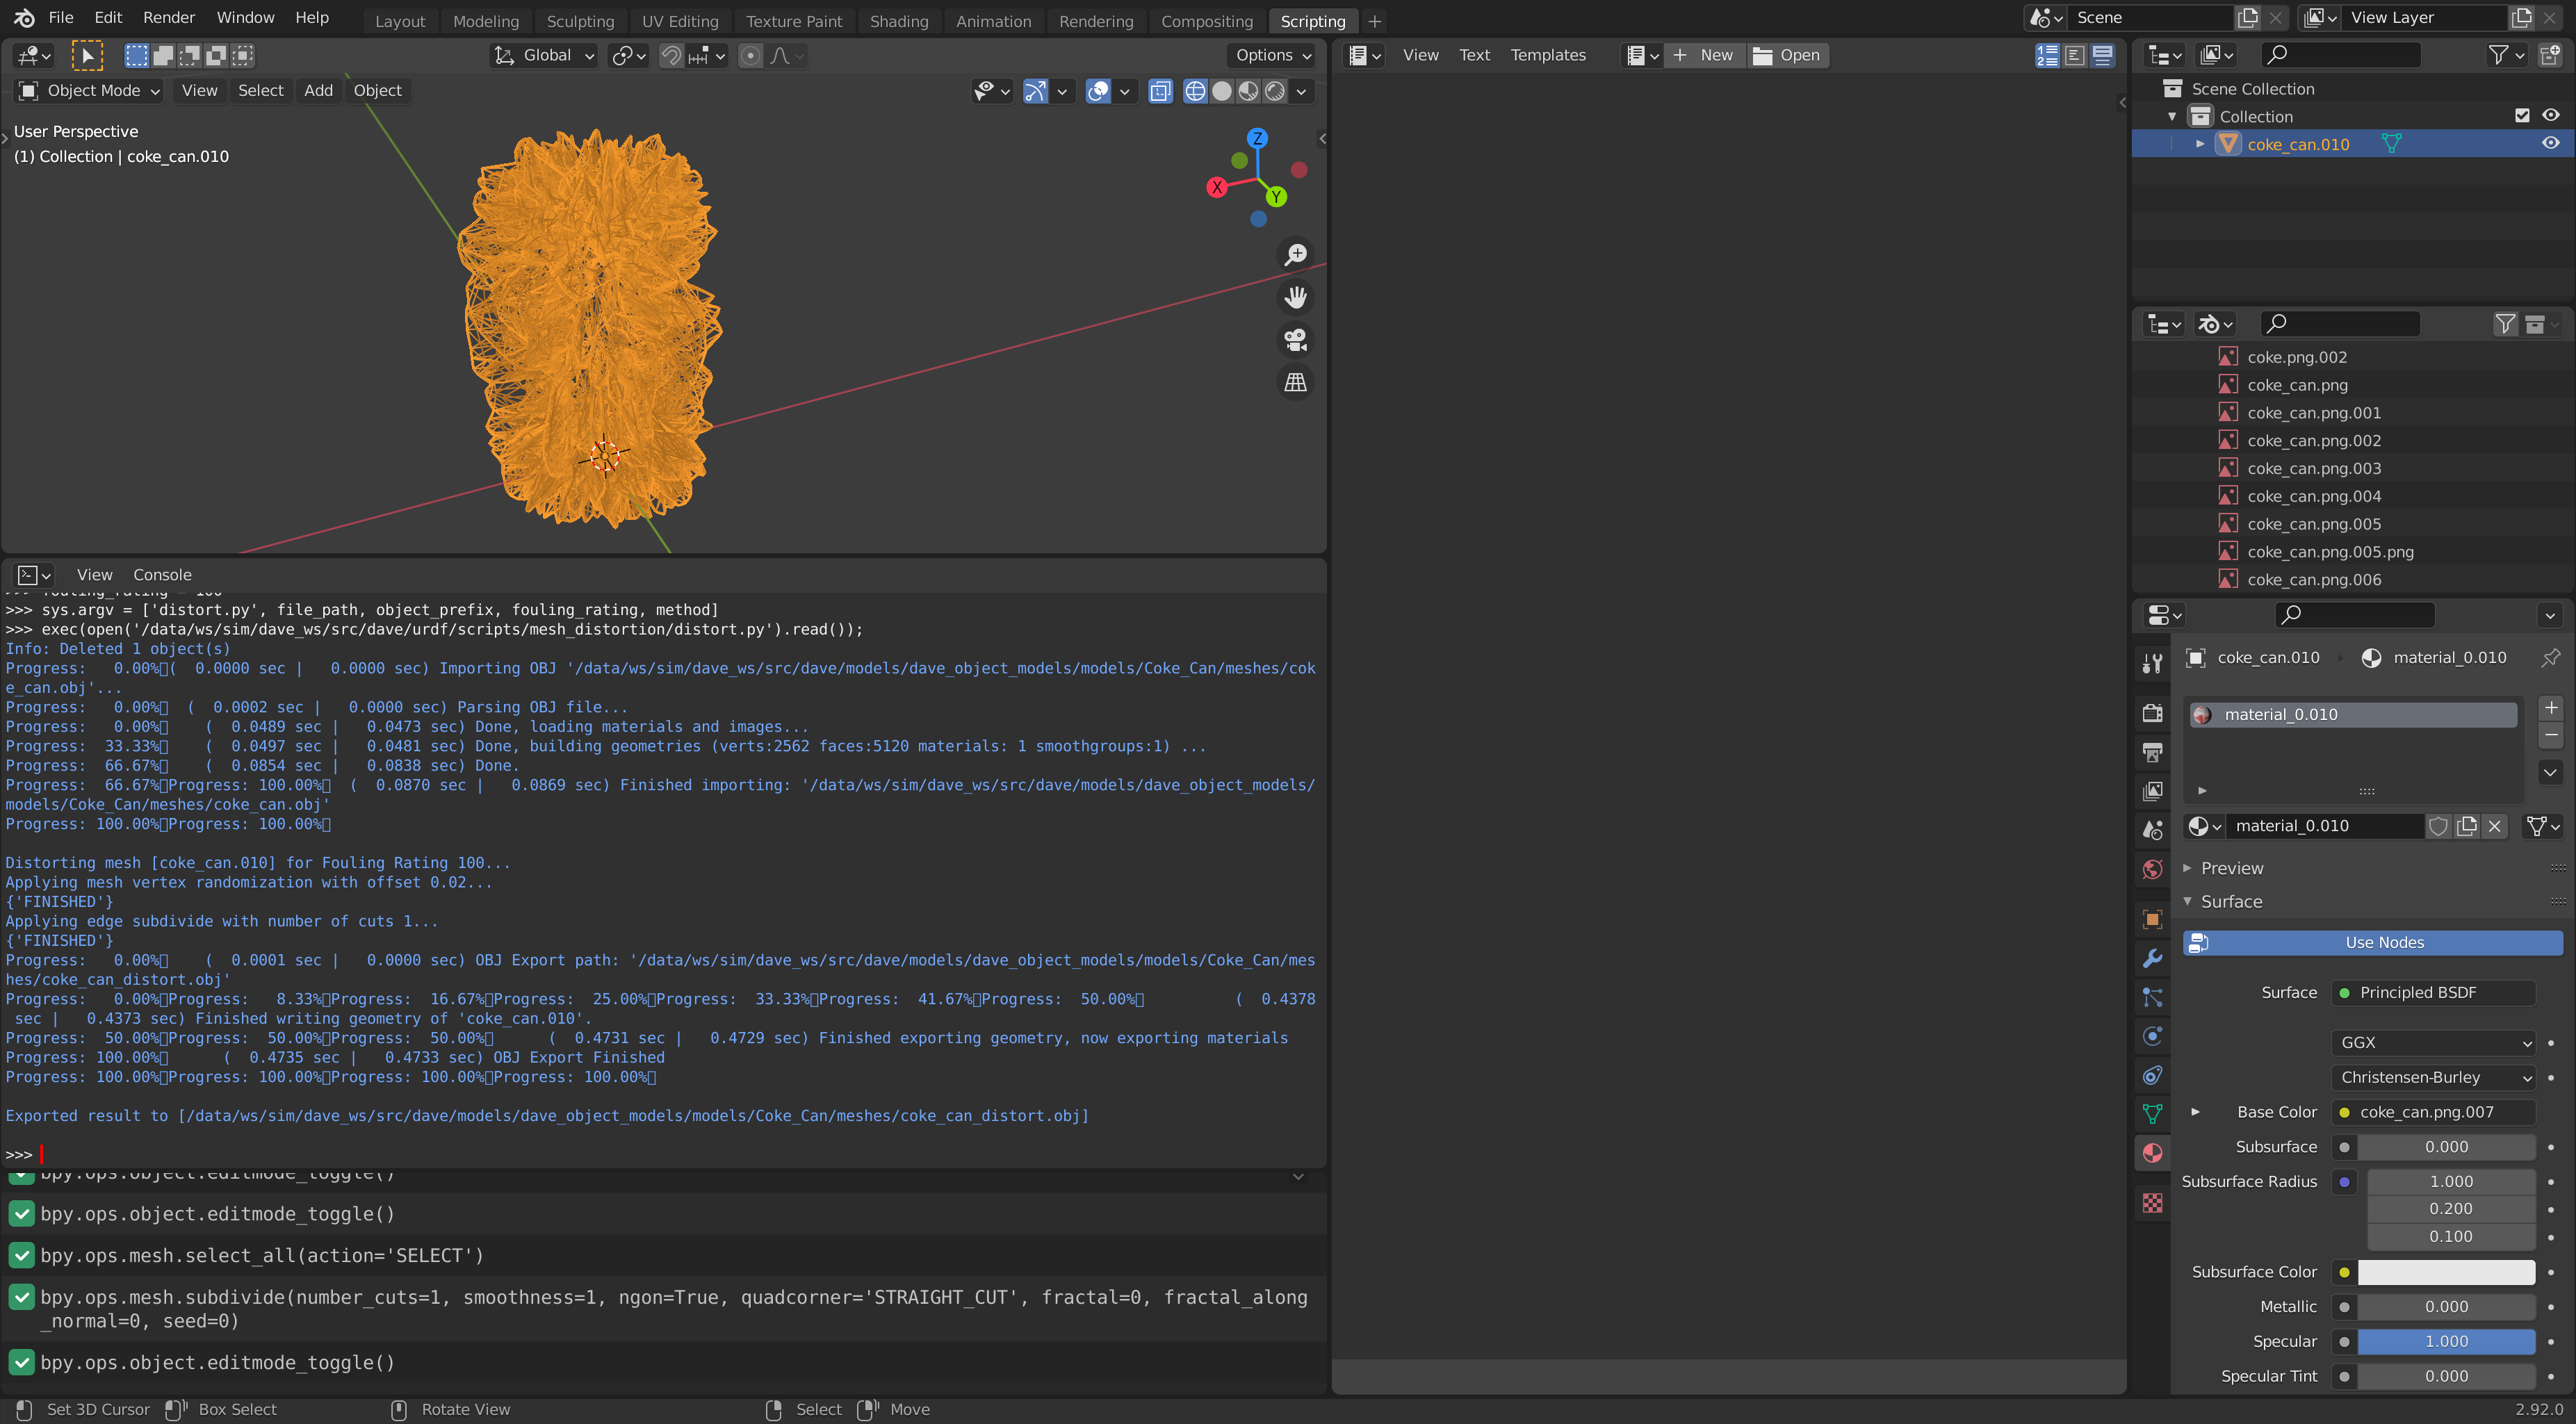 File Edit Render Window Help
Layout Modeling Sculpting UV Editing Texture Paint Shading Animation Rendering Compositing Scripting
Scene
View Layer
Global
Options
Object Mode View Select Add Object
User Perspective
(1) Collection | coke_can.010
Z
X
Y
View Console
>>> sys.argv = ['distort.py', file_path, object_prefix, fouling_rating, method]
>>> exec(open('/data/ws/sim/dave_ws/src/dave/urdf/scripts/mesh_distortion/distort.py').read());
Info: Deleted 1 object(s)
Progress:   0.00%▯(  0.0000 sec |   0.0000 sec) Importing OBJ '/data/ws/sim/dave_ws/src/dave/models/dave_object_models/models/Coke_Can/meshes/cok
e_can.obj'...
Progress:   0.00%▯  (  0.0002 sec |   0.0000 sec) Parsing OBJ file...
Progress:   0.00%▯    (  0.0489 sec |   0.0473 sec) Done, loading materials and images...
Progress:  33.33%▯    (  0.0497 sec |   0.0481 sec) Done, building geometries (verts:2562 faces:5120 materials: 1 smoothgroups:1) ...
Progress:  66.67%▯    (  0.0854 sec |   0.0838 sec) Done.
Progress:  66.67%▯Progress: 100.00%▯  (  0.0870 sec |   0.0869 sec) Finished importing: '/data/ws/sim/dave_ws/src/dave/models/dave_object_models/
models/Coke_Can/meshes/coke_can.obj'
Progress: 100.00%▯Progress: 100.00%▯
Distorting mesh [coke_can.010] for Fouling Rating 100...
Applying mesh vertex randomization with offset 0.02...
{'FINISHED'}
Applying edge subdivide with number of cuts 1...
{'FINISHED'}
Progress:   0.00%▯    (  0.0001 sec |   0.0000 sec) OBJ Export path: '/data/ws/sim/dave_ws/src/dave/models/dave_object_models/models/Coke_Can/mes
hes/coke_can_distort.obj'
Progress:   0.00%▯Progress:   8.33%▯Progress:  16.67%▯Progress:  25.00%▯Progress:  33.33%▯Progress:  41.67%▯Progress:  50.00%▯          (  0.4378
 sec |   0.4373 sec) Finished writing geometry of 'coke_can.010'.
Progress:  50.00%▯Progress:  50.00%▯Progress:  50.00%▯      (  0.4731 sec |   0.4729 sec) Finished exporting geometry, now exporting materials
Progress: 100.00%▯      (  0.4735 sec |   0.4733 sec) OBJ Export Finished
Progress: 100.00%▯Progress: 100.00%▯Progress: 100.00%▯Progress: 100.00%▯
Exported result to [/data/ws/sim/dave_ws/src/dave/models/dave_object_models/models/Coke_Can/meshes/coke_can_distort.obj]
>>>
bpy.ops.object.editmode_toggle()
bpy.ops.object.editmode_toggle()
bpy.ops.mesh.select_all(action='SELECT')
bpy.ops.mesh.subdivide(number_cuts=1, smoothness=1, ngon=True, quadcorner='STRAIGHT_CUT', fractal=0, fractal_along
_normal=0, seed=0)
bpy.ops.object.editmode_toggle()
View Text Templates
New
Open
Scene Collection
Collection
coke_can.010
coke.png.002
coke_can.png
coke_can.png.001
coke_can.png.002
coke_can.png.003
coke_can.png.004
coke_can.png.005
coke_can.png.005.png
coke_can.png.006
coke_can.010
material_0.010
material_0.010
material_0.010
Preview
Surface
Use Nodes
Surface Principled BSDF
GGX
Christensen-Burley
Base Color coke_can.png.007
Subsurface 0.000
Subsurface Radius 1.000
0.200
0.100
Subsurface Color
Metallic 0.000
Specular 1.000
Specular Tint 0.000
Set 3D Cursor Box Select Rotate View Select Move
2.92.0